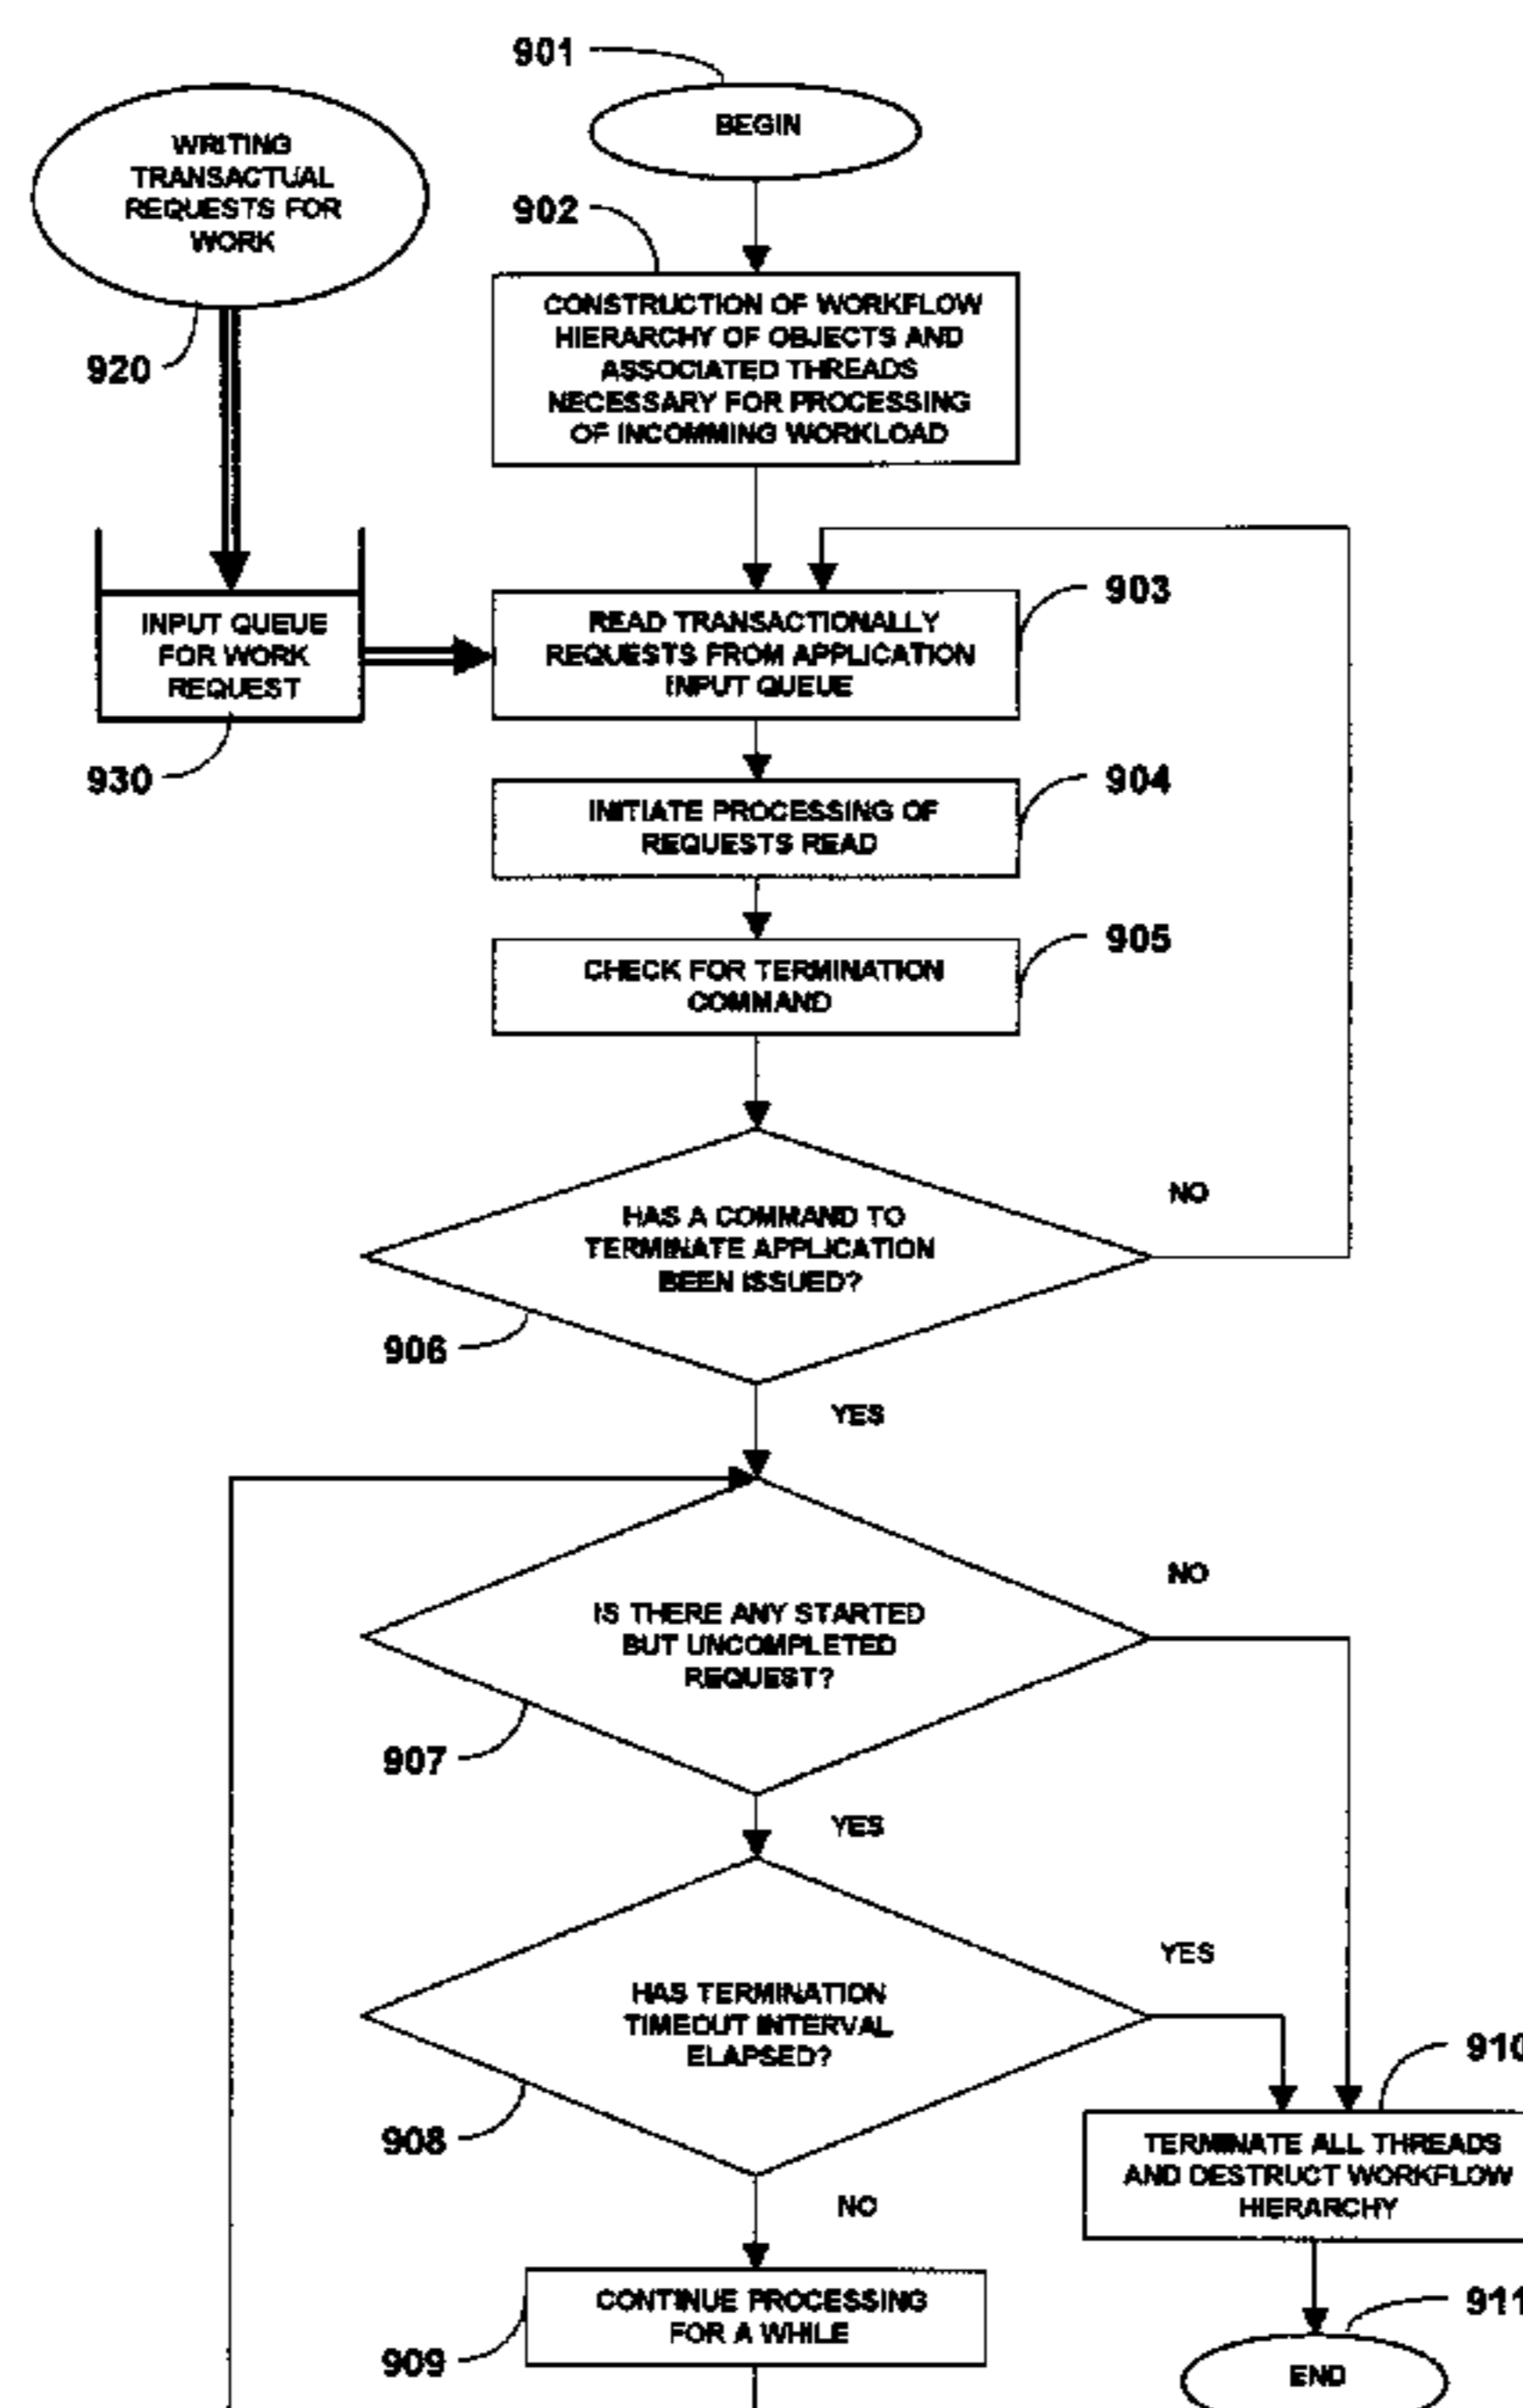 901
BEGIN
WRITING
TRANSACTUAL
REQUESTS FOR
WORK
920
902
CONSTRUCTION OF WORKFLOW
HIERARCHY OF OBJECTS AND
ASSOCIATED THREADS
NECESSARY FOR PROCESSING
OF INCOMMING WORKLOAD
INPUT QUEUE
FOR WORK
REQUEST
930
903
READ TRANSACTIONALLY
REQUESTS FROM APPLICATION
INPUT QUEUE
904
INITIATE PROCESSING OF
REQUESTS READ
905
CHECK FOR TERMINATION
COMMAND
HAS A COMMAND TO
TERMINATE APPLICATION
BEEN ISSUED?
NO
906
YES
IS THERE ANY STARTED
BUT UNCOMPLETED
REQUEST?
NO
907
YES
HAS TERMINATION
TIMEOUT INTERVAL
ELAPSED?
YES
908
NO
910
TERMINATE ALL THREADS
AND DESTRUCT WORKFLOW
HIERARCHY
CONTINUE PROCESSING
FOR A WHILE
909
911
END